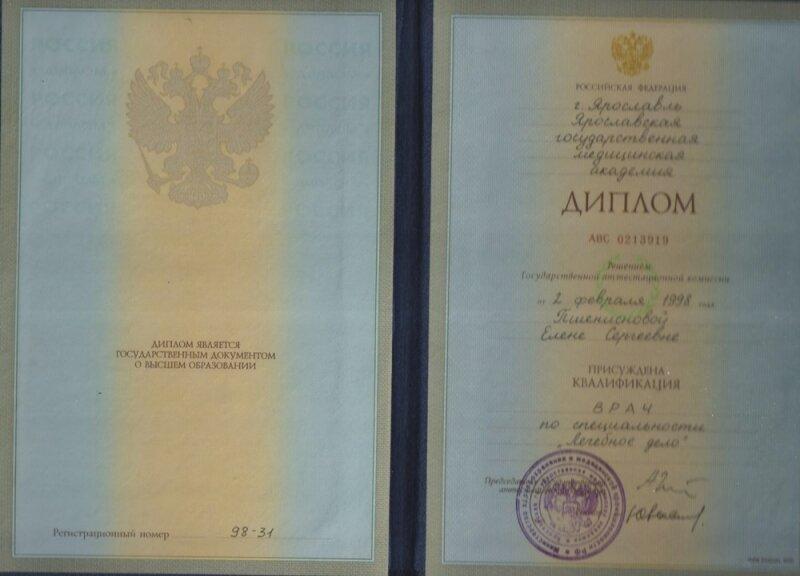 ДИПЛОМ ЯВЛЯЕТСЯ
ГОСУДАРСТВЕННЫМ ДОКУМЕНТОМ
О ВЫСШЕМ ОБРАЗОВАНИИ
Регистрационный номер 98-31
РОССИЙСКАЯ ФЕДЕРАЦИЯ
г. Ярославль
Ярославская
государственная
медицинская
академия
ДИПЛОМ
АВС 0213919
Решением
Государственной аттестационной комиссии
от 2 февраля 1998 года
Пшенисновой
Елене Сергеевне
ПРИСУЖДЕНА
КВАЛИФИКАЦИЯ
ВРАЧ
по специальности
„Лечебное дело"
Председатель